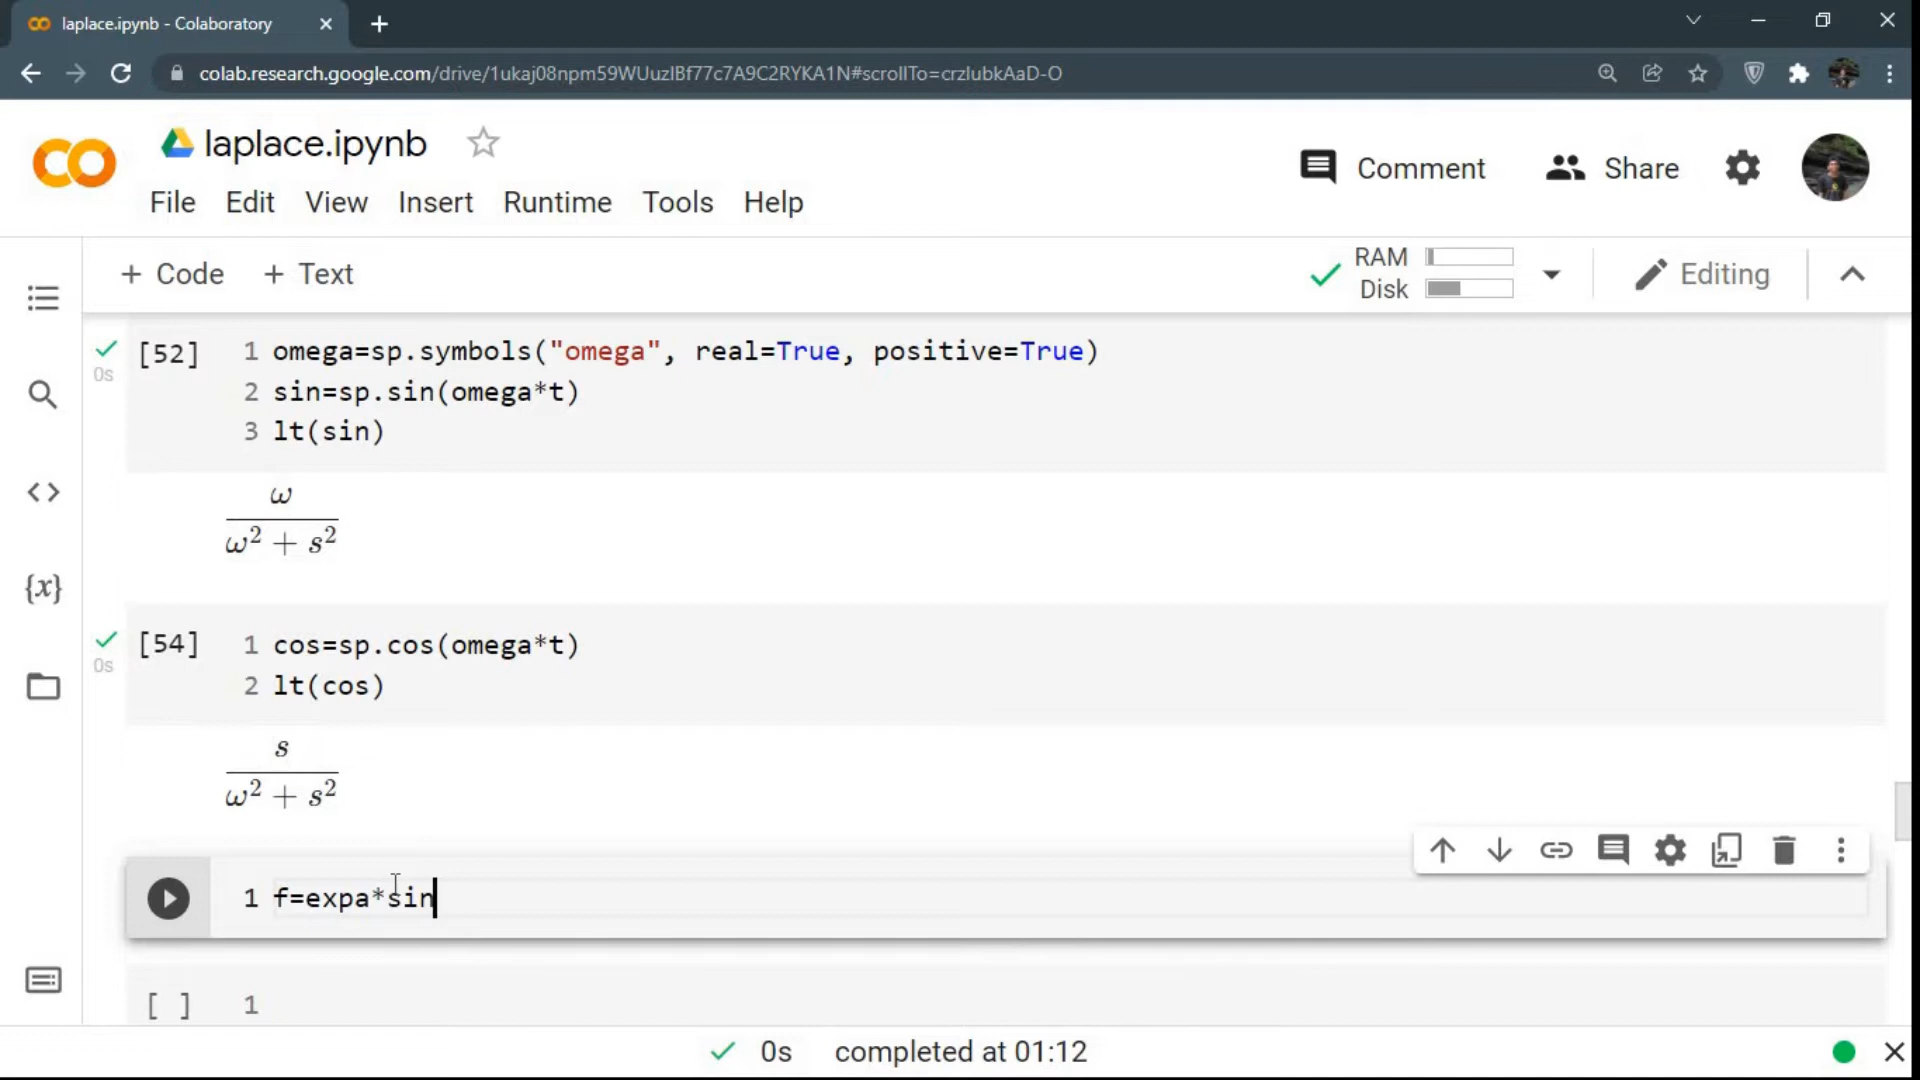 laplace.ipynb - Colaboratory
colab.research.google.com/drive/1ukaj08npm59WUuzIBf77c7A9C2RYKA1N#scrollTo=crzIubkAaD-O
laplace.ipynb
Comment
Share
File Edit View Insert Runtime Tools Help
+ Code + Text
RAM
Disk
Editing
[52]
0s
1 omega=sp.symbols("omega", real=True, positive=True)
2 sin=sp.sin(omega*t)
3 lt(sin)
ω
ω² + s²
[54]
0s
1 cos=sp.cos(omega*t)
2 lt(cos)
s
ω² + s²
1 f=expa*sin
[ ] 1
0s completed at 01:12